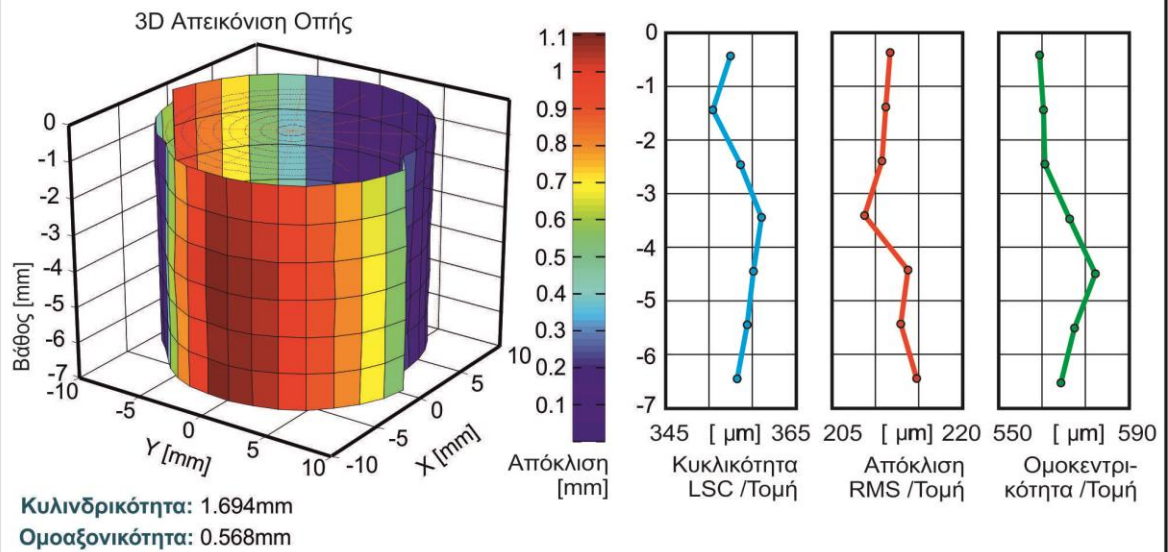 3D Απεικόνιση Οπής
0
-1
-2
-3
-4
-5
-6
-7
Βάθος [mm]
-10
-5
0
5
10
Y [mm]
-10
-5
0
5
10
X [mm]
1.1
1
0.9
0.8
0.7
0.6
0.5
0.4
0.3
0.2
0.1
Απόκλιση
[mm]
0
-1
-2
-3
-4
-5
-6
-7
345 [ μm] 365
Κυκλικότητα
LSC /Τομή
205 [ μm] 220
Απόκλιση
RMS /Τομή
550 [ μm] 590
Ομοκεντρι-
κότητα /Τομή
Κυλινδρικότητα: 1.694mm
Ομοαξονικότητα: 0.568mm